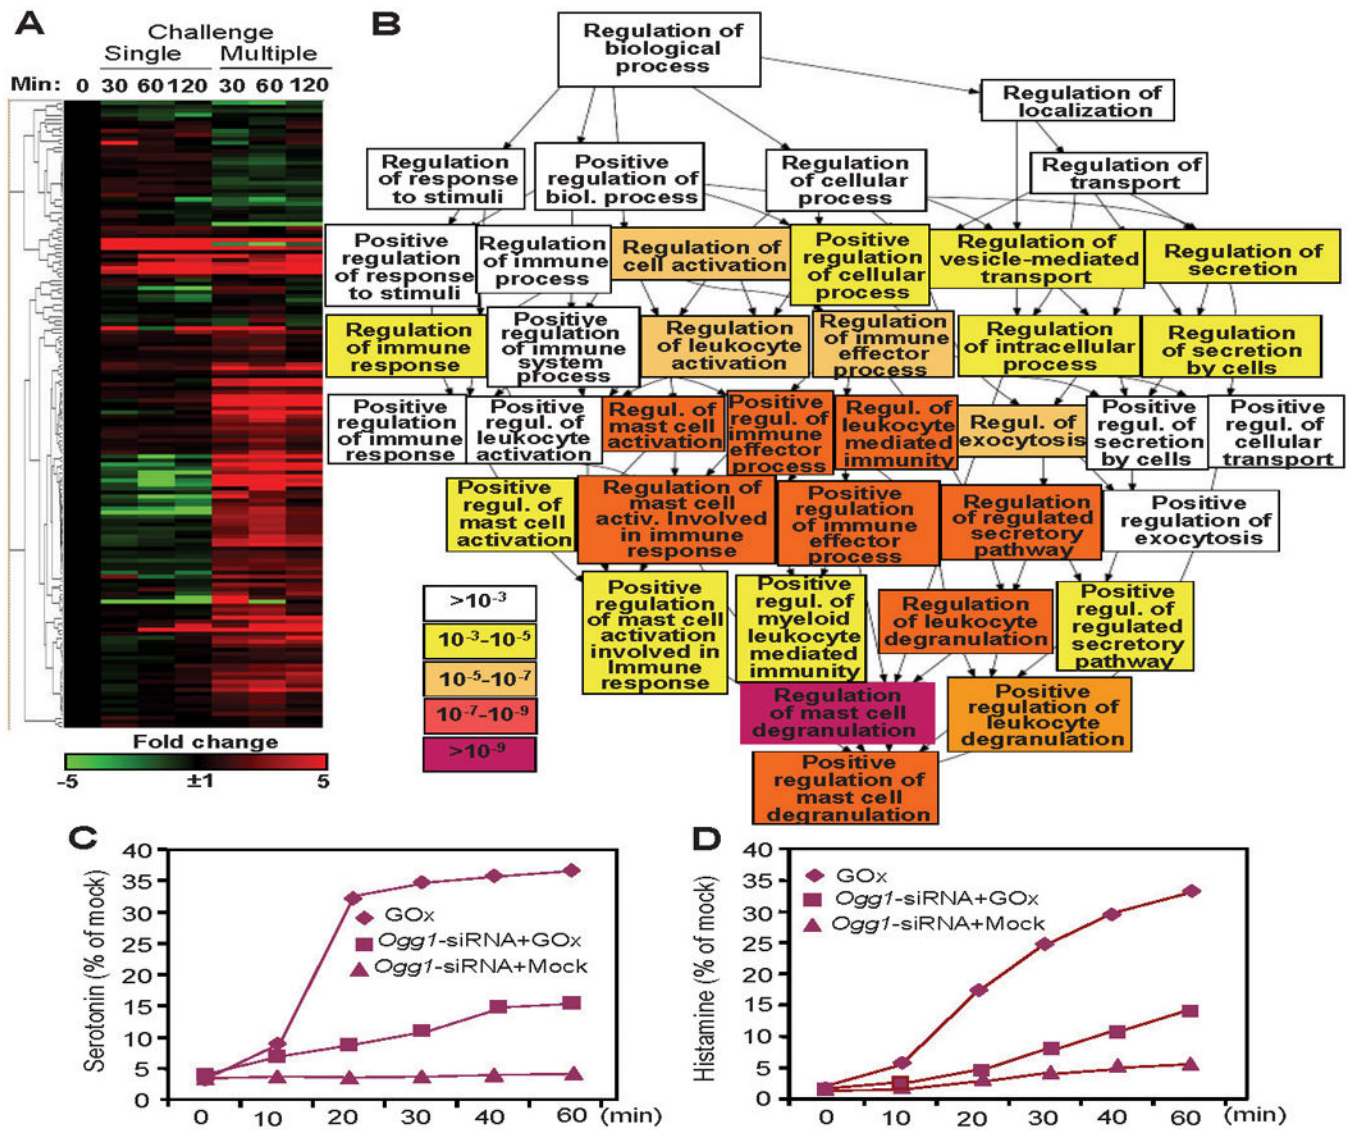 A
Challenge
Single
Multiple
Min: 0 30 60 120 30 60 120
Fold change
-5
±1
5
B
Regulation of
biological
process
Regulation of
localization
Regulation
of response
to stimuli
Positive
regulation of
biol. process
Regulation
of cellular
process
Regulation of
transport
Positive
regulation
of response
to stimuli
Regulation
of immune
process
Regulation of
cell activation
Positive
regulation
of cellular
process
Regulation of
vesicle-mediated
transport
Regulation of
secretion
Regulation
of immune
response
Positive
regulation
of immune
system
process
Regulation
of leukocyte
activation
Regulation
of immune
effector
process
Regulation
of intracellular
process
Regulation
of secretion
by cells
Positive
regulation
of immune
response
Positive
regul. of
leukocyte
activation
Regul. of
mast cell
activation
Positive
regul. of
immune
effector
process
Regul. of
leukocyte
mediated
immunity
Regul. of
exocytosis
Positive
regul. of
secretion
by cells
Positive
regul. of
cellular
transport
Positive
regul. of
mast cell
activation
Regulation of
mast cell
activ. Involved
in immune
response
Positive
regulation
of immune
effector
process
Regulation
of regulated
secretory
pathway
Positive
regulation of
exocytosis
Positive
regulation
of mast cell
activation
involved in
Immune
response
Positive
regul. of
myeloid
leukocyte
mediated
immunity
Regulation
of leukocyte
degranulation
Positive
regul. of
regulated
secretory
pathway
Regulation
of mast cell
degranulation
Positive
regulation of
leukocyte
degranulation
Positive
regulation of
mast cell
degranulation
>10⁻³
10⁻³-10⁻⁵
10⁻⁵-10⁻⁷
10⁻⁷-10⁻⁹
>10⁻⁹
C
Serotonin (% of mock)
40
35
30
25
20
15
10
5
0
GOx
Ogg1-siRNA+GOx
Ogg1-siRNA+Mock
0 10 20 30 40 60 (min)
D
Histamine (% of mock)
40
35
30
25
20
15
10
5
0
GOx
Ogg1-siRNA+GOx
Ogg1-siRNA+Mock
0 10 20 30 40 60 (min)